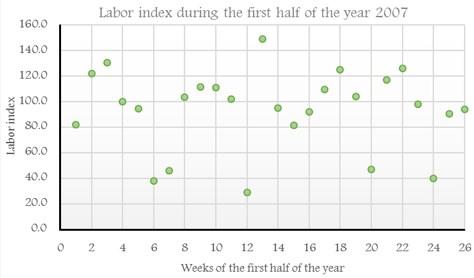 Labor index during the first half of the year 2007
160.0
140.0
120.0
100.0
80.0
60.0
40.0
20.0
0.0
Labor index
0 2 4 6 8 10 12 14 16 18 20 22 24 26
Weeks of the first half of the year